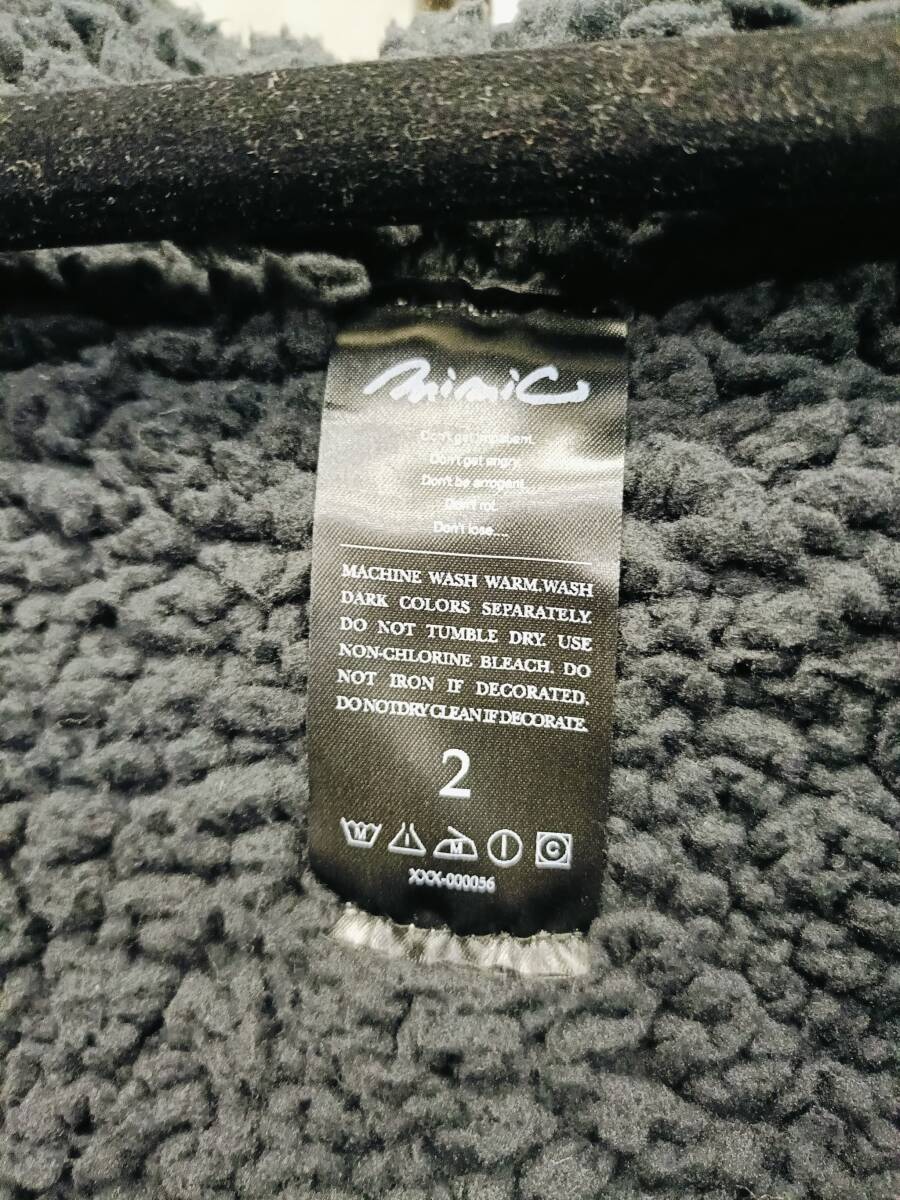 mimiC
Don't get impatient.
Don't get angry.
Don't be arrogant.
Don't rot.
Don't lose....
MACHINE WASH WARM.WASH
DARK COLORS SEPARATELY.
DO NOT TUMBLE DRY. USE
NON-CHLORINE BLEACH. DO
NOT IRON IF DECORATED.
DO NOTDRY CLEAN IF DECORATE.
2
M I M I C
XXX-000056